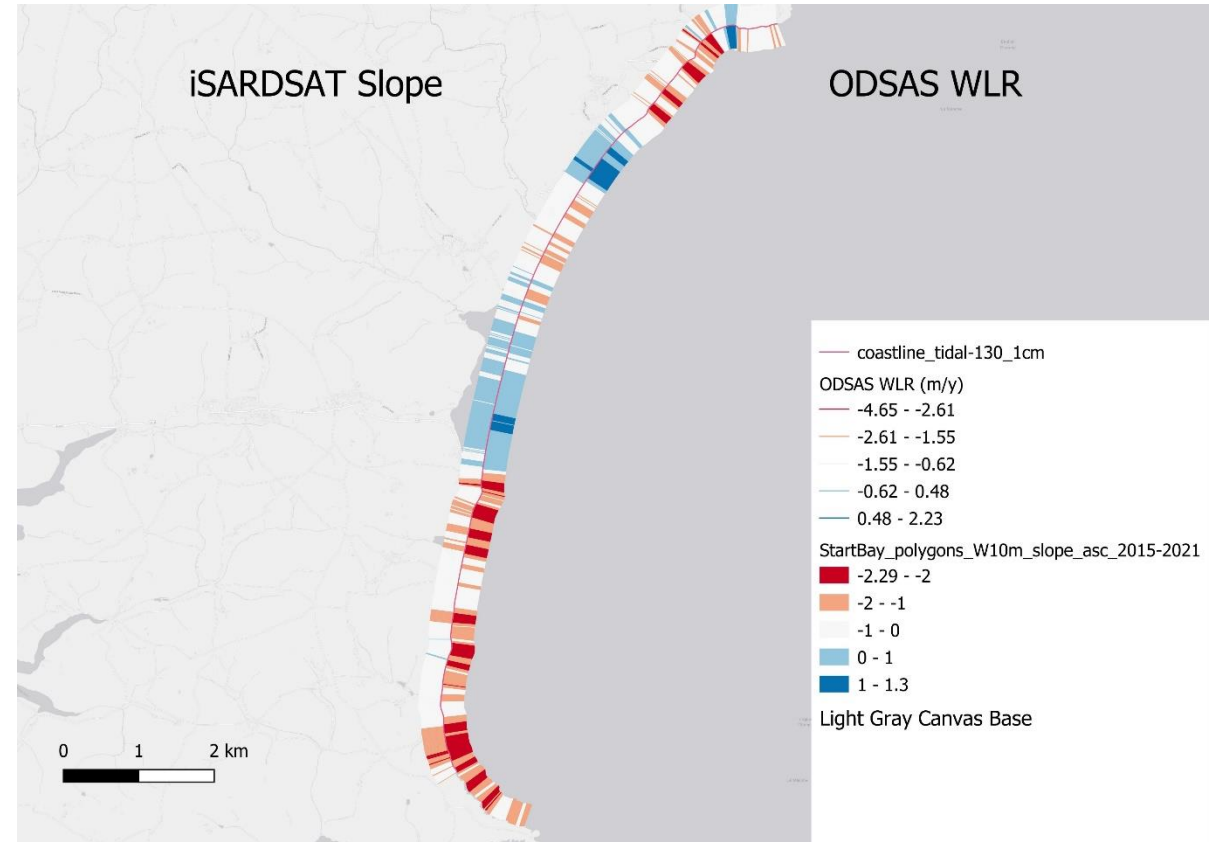 iSARDSAT Slope
ODSAS WLR
coastline_tidal-130_1cm
ODSAS WLR (m/y)
-4.65 - -2.61
-2.61 - -1.55
-1.55 - -0.62
-0.62 - 0.48
0.48 - 2.23
StartBay_polygons_W10m_slope_asc_2015-2021
-2.29 - -2
-2 - -1
-1 - 0
0 - 1
1 - 1.3
Light Gray Canvas Base
0 1 2 km